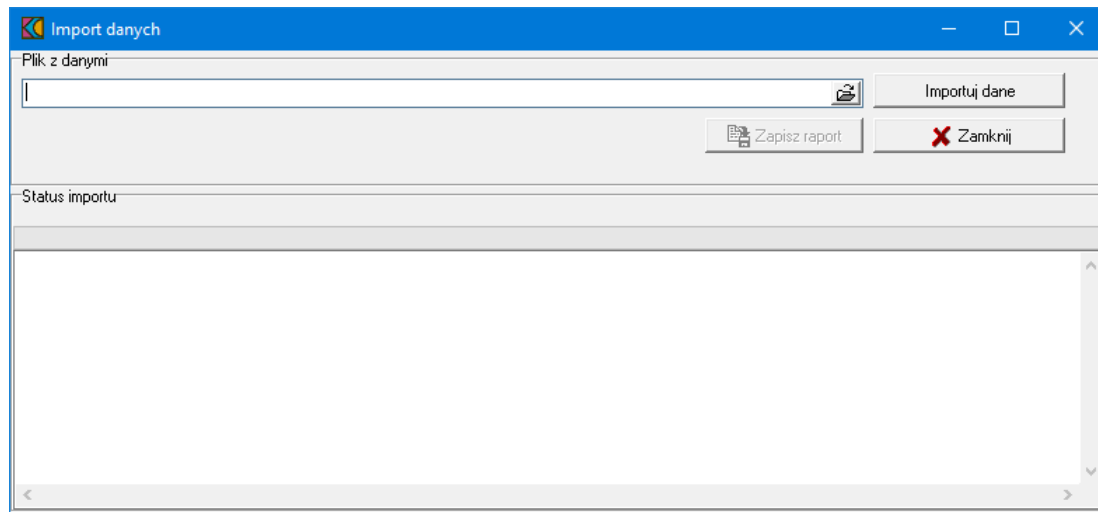 Import danych
Plik z danymi
Importuj dane
Zapisz raport
Zamknij
Status importu